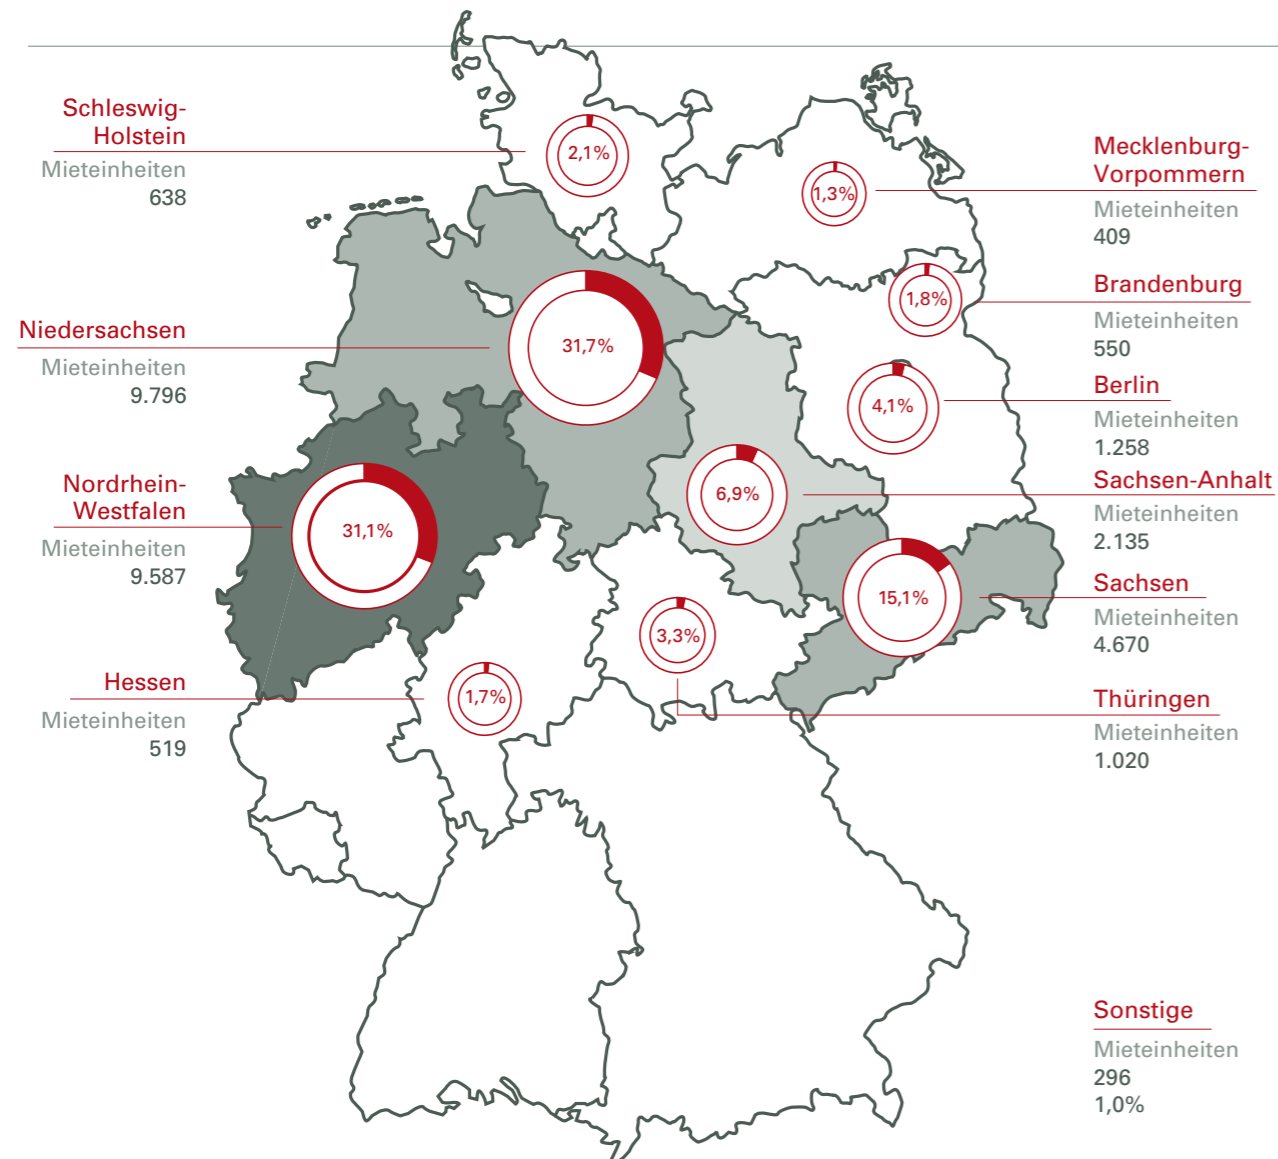 Schleswig-
Holstein
Mieteinheiten
638
2,1%
Niedersachsen
Mieteinheiten
9.796
31,7%
Nordrhein-
Westfalen
Mieteinheiten
9.587
31,1%
Hessen
Mieteinheiten
519
1,7%
Mecklenburg-
Vorpommern
Mieteinheiten
409
1,3%
Brandenburg
Mieteinheiten
550
1,8%
Berlin
Mieteinheiten
1.258
4,1%
Sachsen-Anhalt
Mieteinheiten
2.135
6,9%
Sachsen
Mieteinheiten
4.670
15,1%
Thüringen
Mieteinheiten
1.020
3,3%
Sonstige
Mieteinheiten
296
1,0%